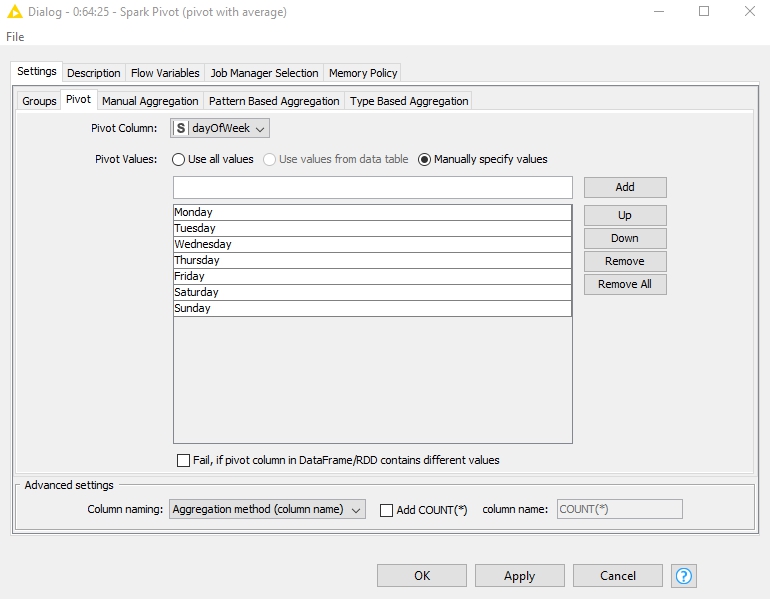 Dialog - 0:64:25 - Spark Pivot (pivot with average)
File
Settings Description Flow Variables Job Manager Selection Memory Policy
Groups Pivot Manual Aggregation Pattern Based Aggregation Type Based Aggregation
Pivot Column: S dayOfWeek
Pivot Values: Use all values Use values from data table Manually specify values
Add
Monday Up
Tuesday
Wednesday Down
Thursday Remove
Friday
Saturday Remove All
Sunday
Fail, if pivot column in DataFrame/RDD contains different values
Advanced settings
Column naming: Aggregation method (column name) Add COUNT(*) column name: COUNT(*)
OK Apply Cancel ?